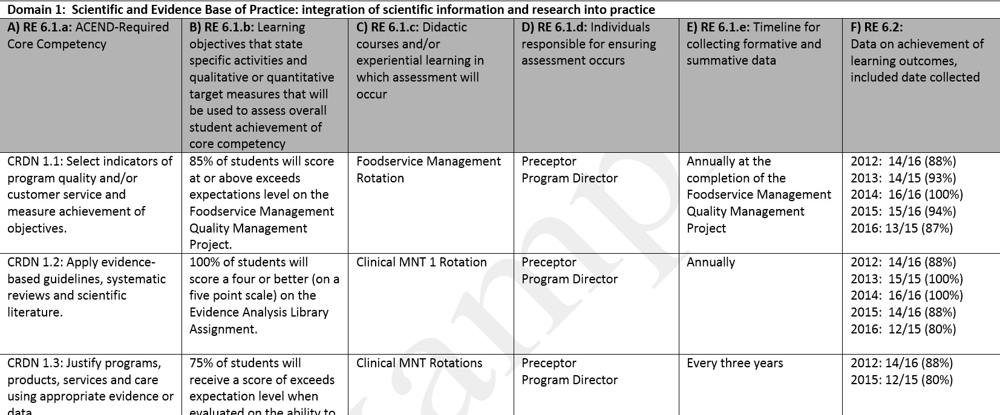 Domain 1:  Scientific and Evidence Base of Practice: integration of scientific information and research into practice
A) RE 6.1.a: ACEND-Required
Core Competency
B) RE 6.1.b: Learning
objectives that state
specific activities and
qualitative or quantitative
target measures that will
be used to assess overall
student achievement of
core competency
C) RE 6.1.c: Didactic
courses and/or
experiential learning in
which assessment will
occur
D) RE 6.1.d: Individuals
responsible for ensuring
assessment occurs
E) RE 6.1.e: Timeline for
collecting formative and
summative data
F) RE 6.2:
Data on achievement of
learning outcomes,
included date collected
CRDN 1.1: Select indicators of
program quality and/or
customer service and
measure achievement of
objectives.
85% of students will score
at or above exceeds
expectations level on the
Foodservice Management
Quality Management
Project.
Foodservice Management
Rotation
Preceptor
Program Director
Annually at the
completion of the
Foodservice Management
Quality Management
Project
2012:  14/16 (88%)
2013:  14/15 (93%)
2014:  16/16 (100%)
2015:  15/16 (94%)
2016: 13/15 (87%)
CRDN 1.2: Apply evidence-
based guidelines, systematic
reviews and scientific
literature.
100% of students will
score a four or better (on a
five point scale) on the
Evidence Analysis Library
Assignment.
Clinical MNT 1 Rotation
Preceptor
Program Director
Annually
2012:  14/16 (88%)
2013:  15/15 (100%)
2014:  16/16 (100%)
2015:  14/16 (88%)
2016:  12/15 (80%)
CRDN 1.3: Justify programs,
products, services and care
using appropriate evidence or
data
75% of students will
receive a score of exceeds
expectation level when
evaluated on the ability to
Clinical MNT Rotations
Preceptor
Program Director
Every three years
2012: 14/16 (88%)
2015: 12/15 (80%)